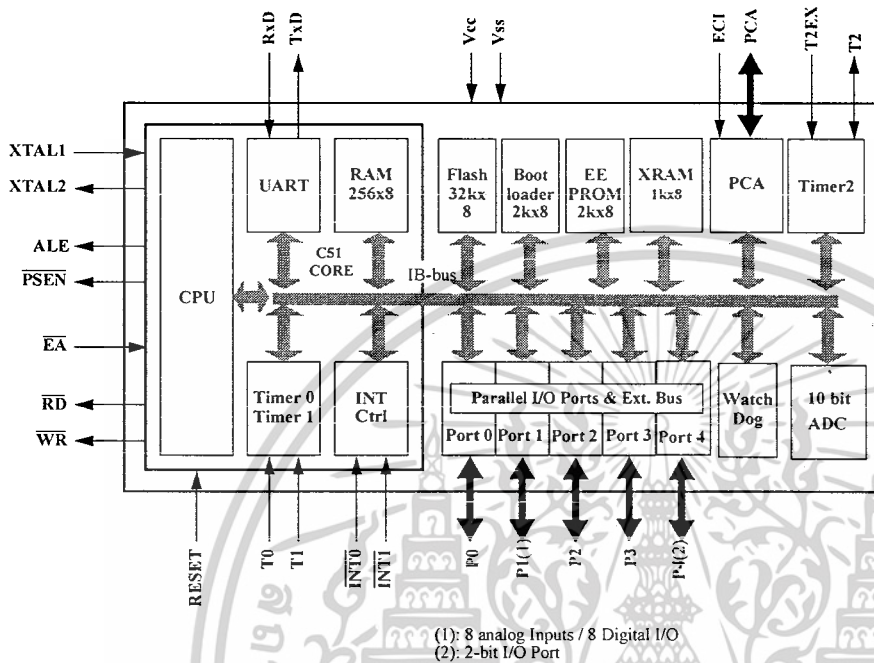 RxD
TxD
Vcc
Vss
ECI
PCA
T2EX
T2
XTAL1
XTAL2
ALE
PSEN
EA
RD
WR
CPU
UART
RAM
256x8
C51
CORE
IB-bus
Timer 0
Timer 1
INT
Ctrl
Flash
32kx
8
Boot
loader
2kx8
EE
PROM
2kx8
XRAM
1kx8
PCA
Timer2
Parallel I/O Ports & Ext. Bus
Port 0
Port 1
Port 2
Port 3
Port 4
Watch
Dog
10 bit
ADC
RESET
T0
T1
INT0
INT1
P0
P1(1)
P2
P3
P4(2)
(1): 8 analog Inputs / 8 Digital I/O
(2): 2-bit I/O Port